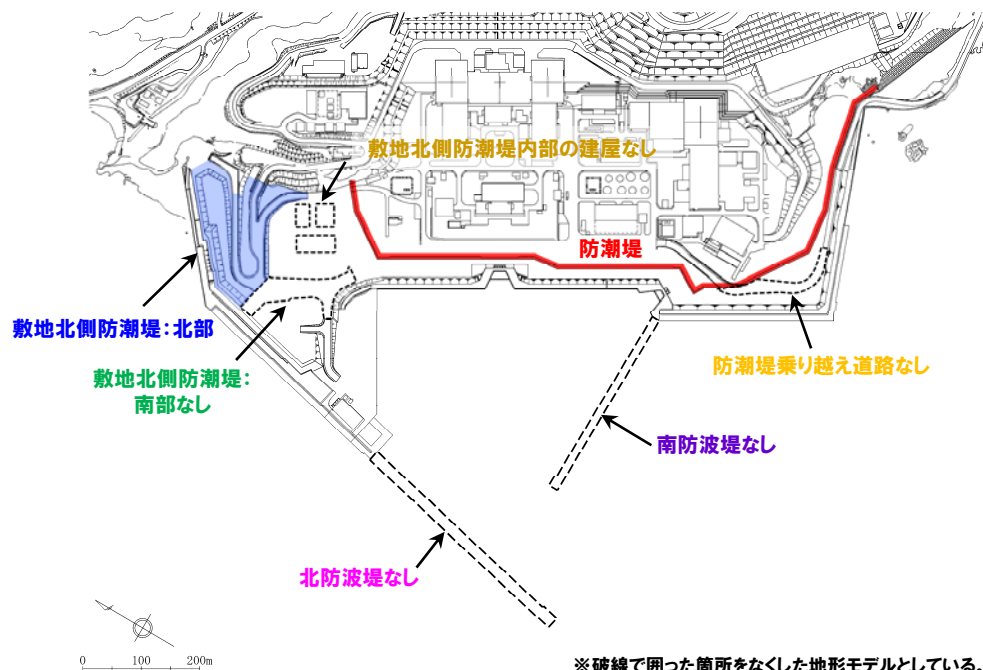 敷地北側防潮堤内部の建屋なし
防潮堤
敷地北側防潮堤：北部
敷地北側防潮堤：
南部なし
防潮堤乗り越え道路なし
南防波堤なし
北防波堤なし
0 100 200m
※破線で囲った箇所をなくした地形モデルとしている。